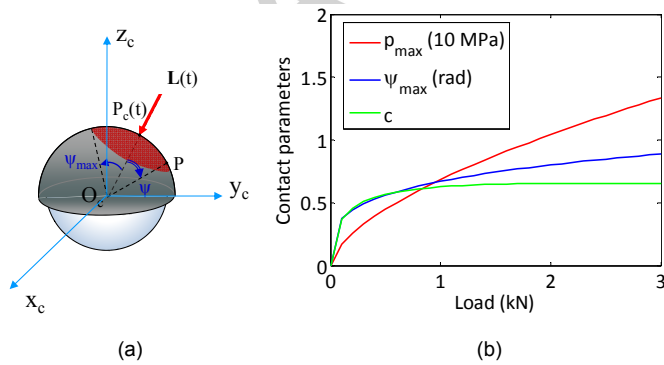 z_c
L(t)
P_c(t)
P
ψ_max
ψ
O_c
y_c
x_c
(a)
2
1.5
1
0.5
0
Contact parameters
p_max (10 MPa)
ψ_max (rad)
c
0 1 2 3
Load (kN)
(b)